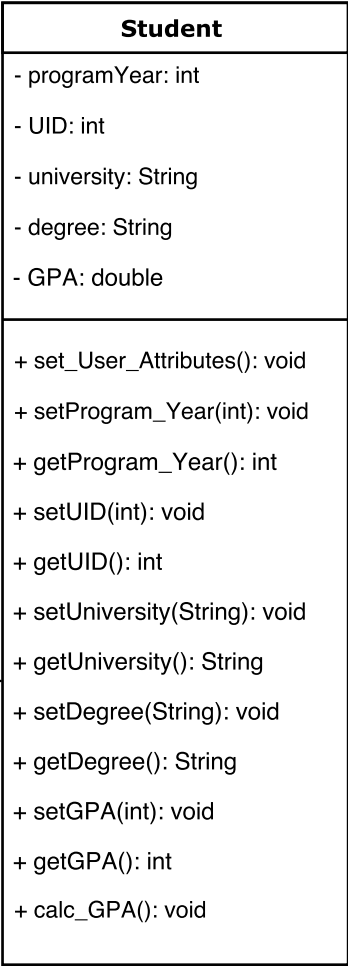 Student
- programYear: int
- UID: int
- university: String
- degree: String
- GPA: double
+ set_User_Attributes(): void
+ setProgram_Year(int): void
+ getProgram_Year(): int
+ setUID(int): void
+ getUID(): int
+ setUniversity(String): void
+ getUniversity(): String
+ setDegree(String): void
+ getDegree(): String
+ setGPA(int): void
+ getGPA(): int
+ calc_GPA(): void